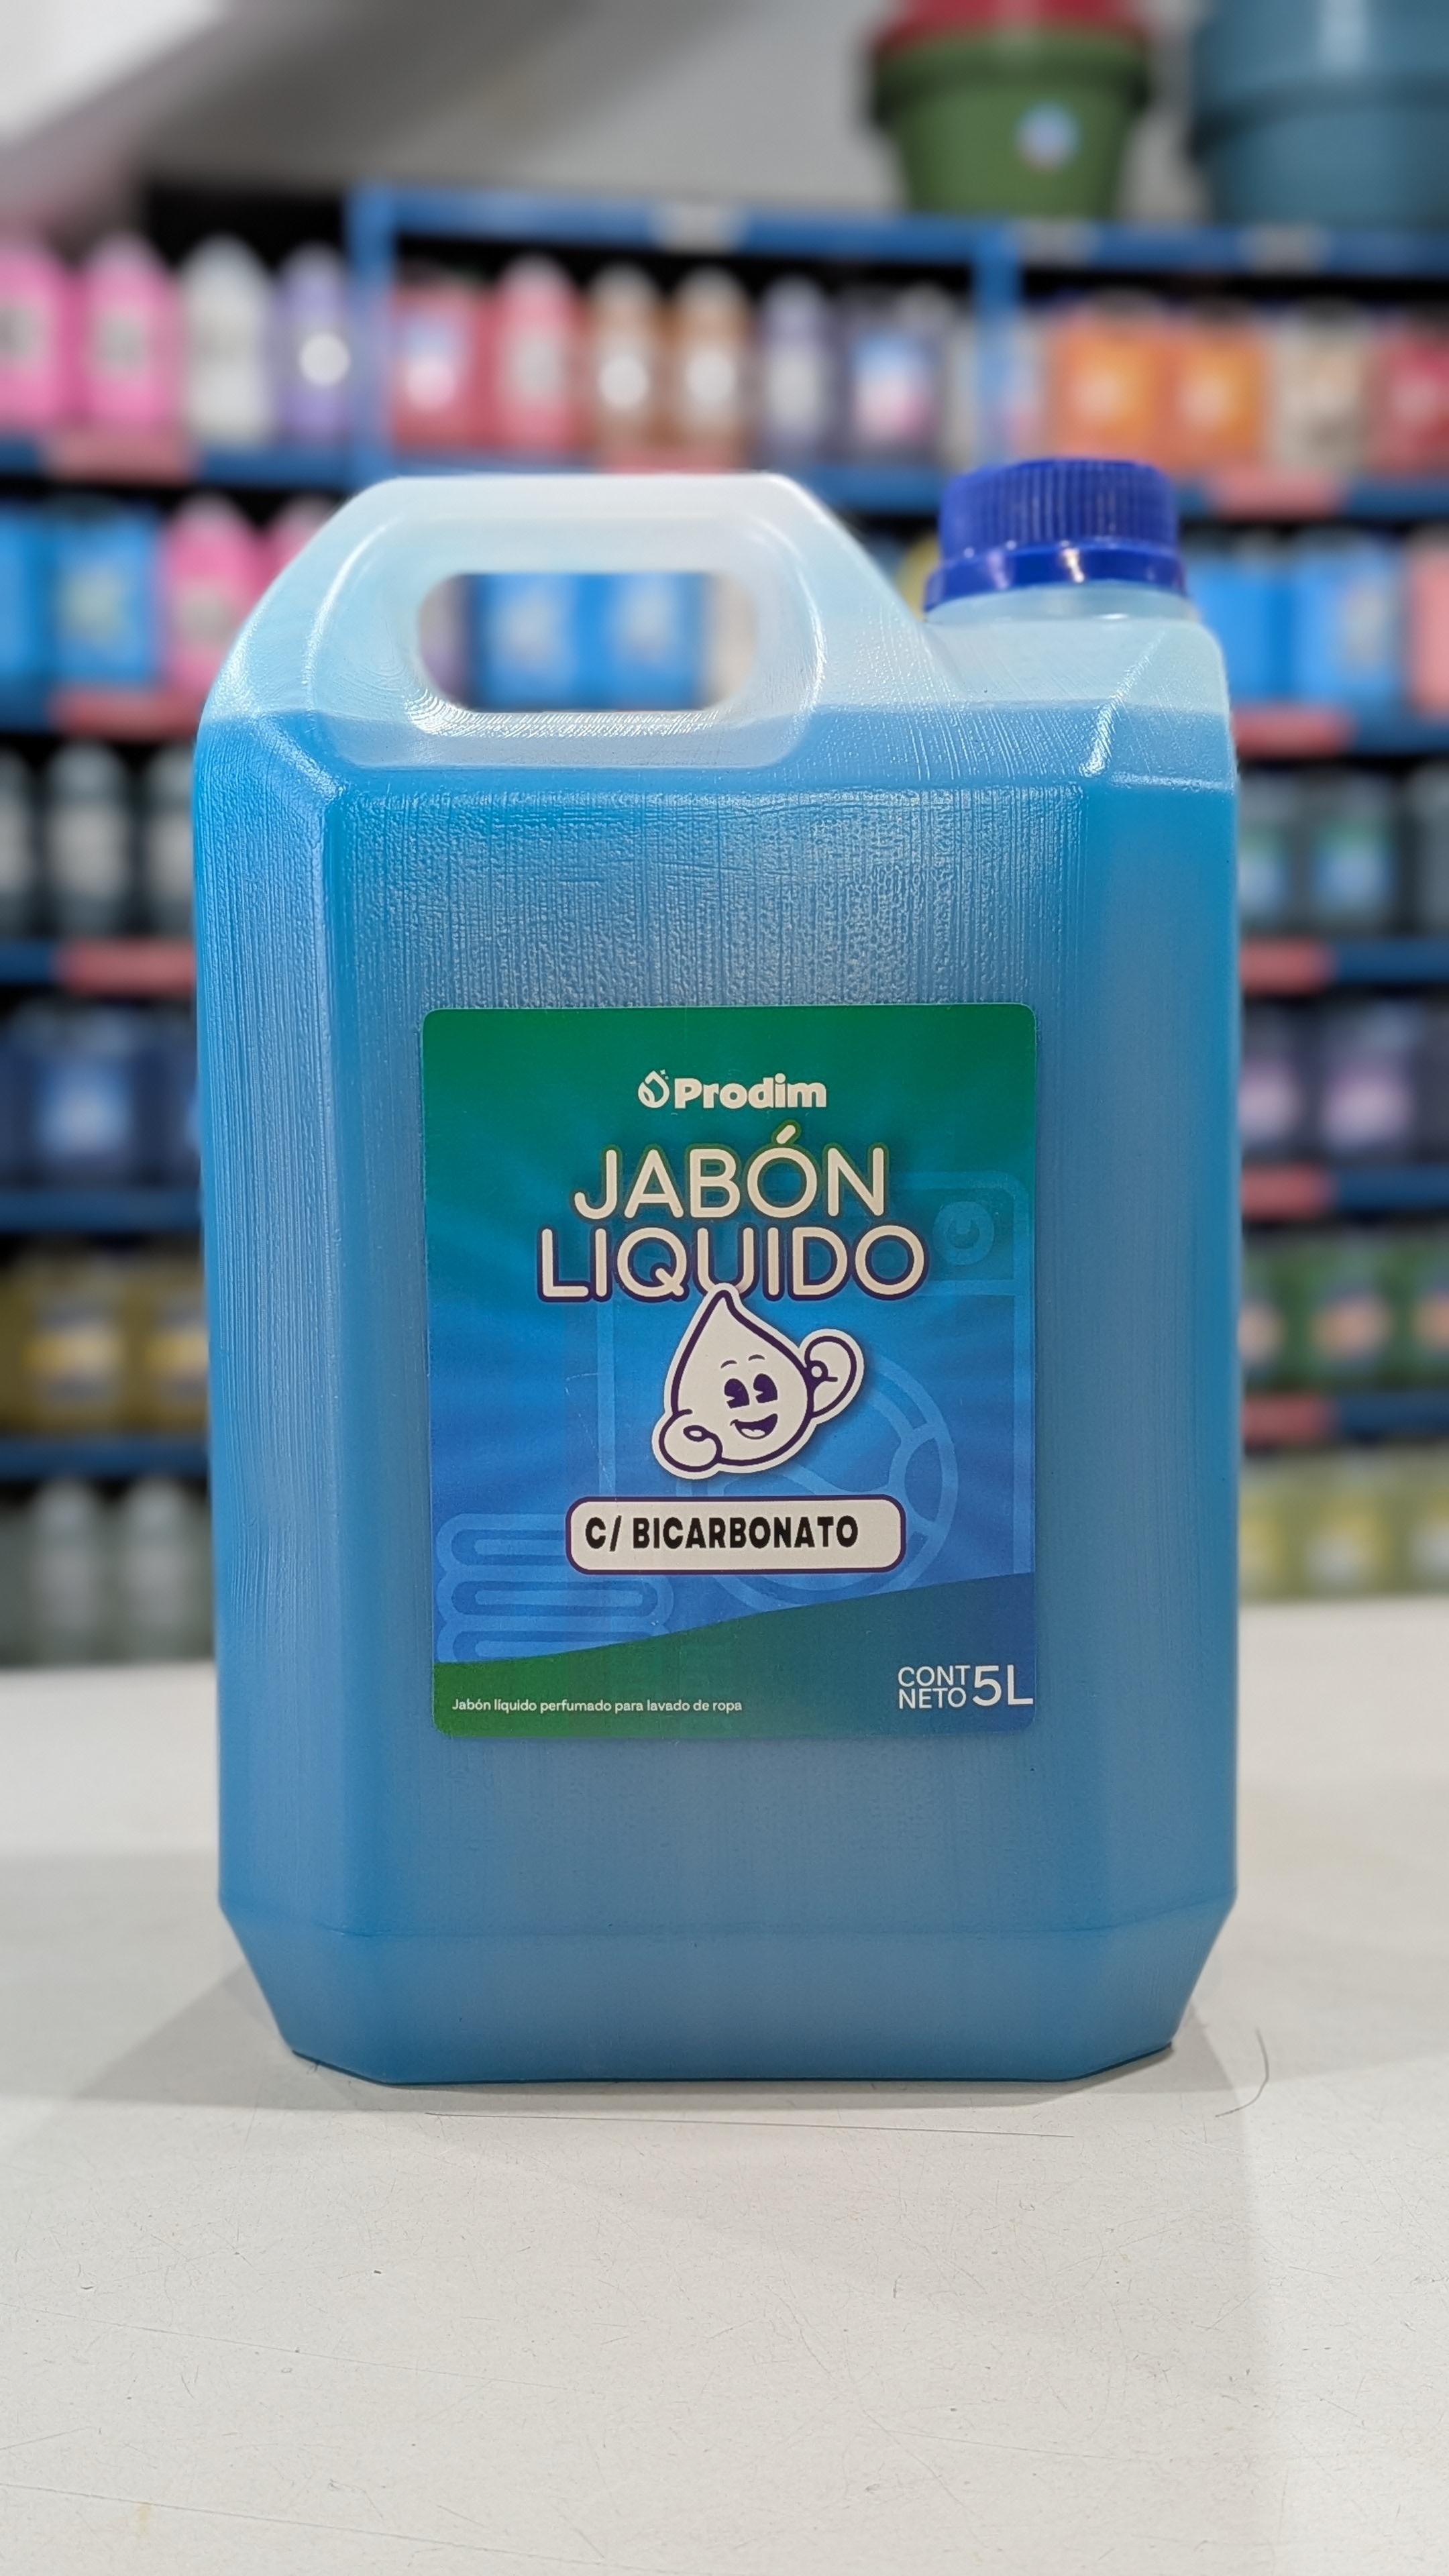 Prodim
JABÓN
LIQUIDO
C/ BICARBONATO
Jabón líquido perfumado para lavado de ropa
CONT
NETO 5L